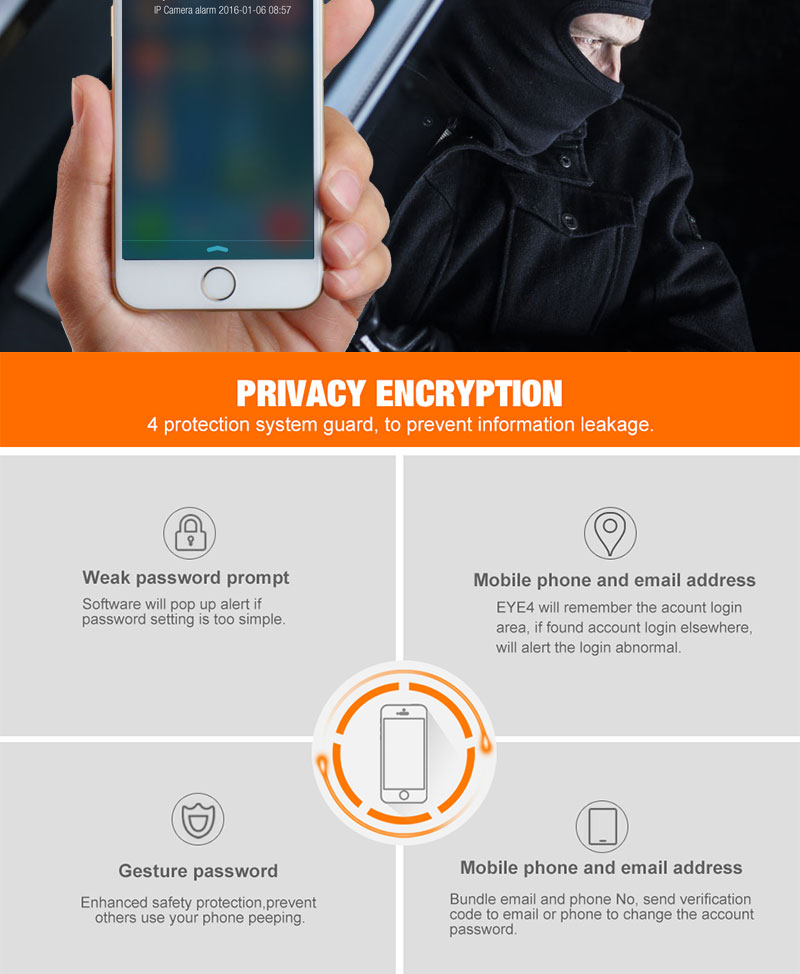 IP Camera alarm 2016-01-06 08:57
PRIVACY ENCRYPTION
4 protection system guard, to prevent information leakage.
Weak password prompt
Software will pop up alert if
password setting is too simple.
Mobile phone and email address
EYE4 will remember the acount login
area, if found account login elsewhere,
will alert the login abnormal.
Gesture password
Enhanced safety protection,prevent
others use your phone peeping.
Mobile phone and email address
Bundle email and phone No, send verification
code to email or phone to change the account
password.